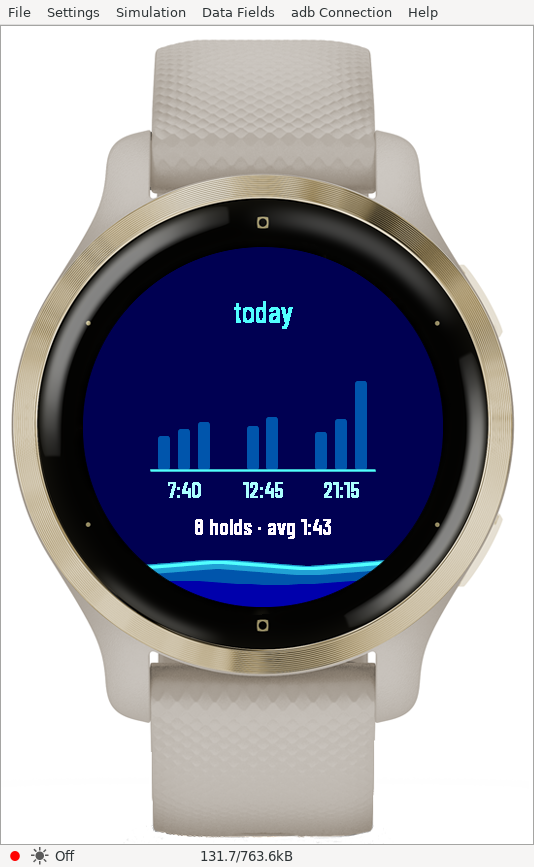 File Settings Simulation Data Fields adb Connection Help
today
7:40 12:45 21:15
8 holds · avg 1:43
Off 131.7/763.6kB